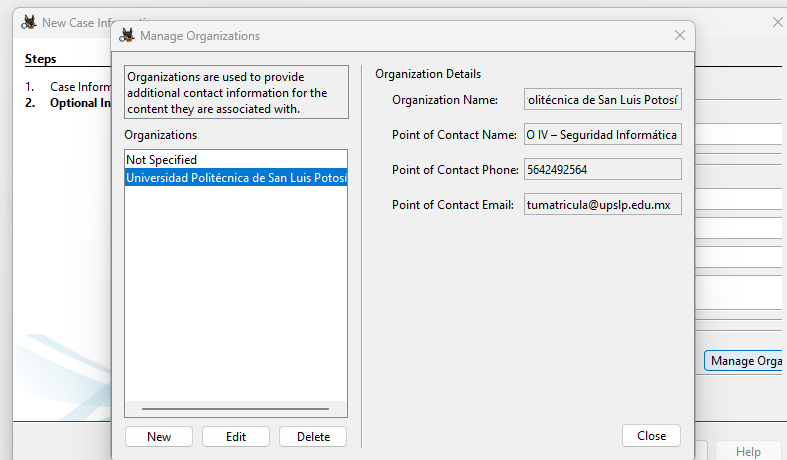 New Case Information
Manage Organizations
Steps
1. Case Inform
2. Optional In
Organizations are used to provide
additional contact information for the
content they are associated with.
Organizations
Not Specified
Universidad Politécnica de San Luis Potosí
New
Edit
Delete
Organization Details
Organization Name: olitécnica de San Luis Potosí
Point of Contact Name: O IV – Seguridad Informática
Point of Contact Phone: 5642492564
Point of Contact Email: tumatricula@upslp.edu.mx
Close
Manage Orga
Help